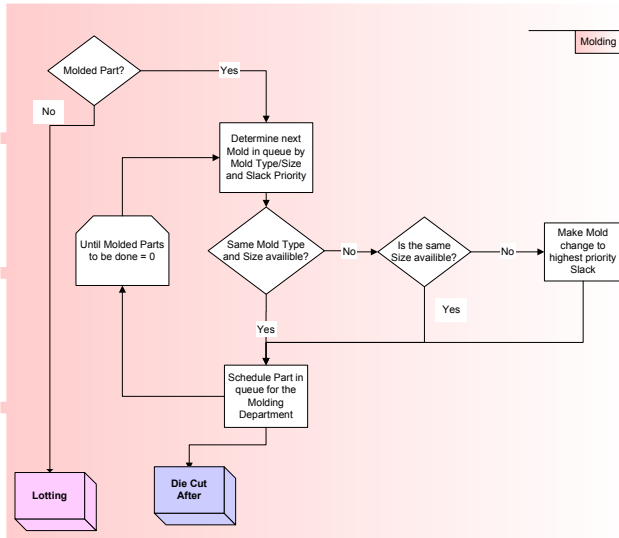 Molding
Molded Part?
Yes
No
Determine next
Mold in queue by
Mold Type/Size
and Slack Priority
Until Molded Parts
to be done = 0
Same Mold Type
and Size availible?
No
Is the same
Size availible?
No
Make Mold
change to
highest priority
Slack
Yes
Yes
Schedule Part in
queue for the
Molding
Department
Lotting
Die Cut
After